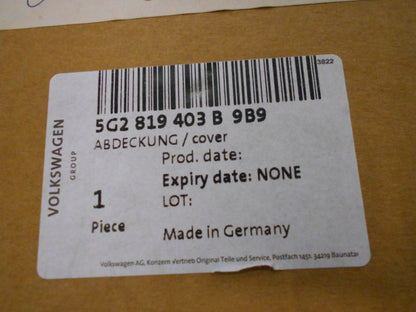 3822
5G2 819 403 B 9B9
ABDECKUNG / cover
Prod. date:
Expiry date: NONE
1 LOT:
Piece
Made in Germany
VOLKSWAGEN
GROUP
Volkswagen AG, Konzern Vertrieb Original Teile und Service, Postfach 1451. 34219 Baunatal